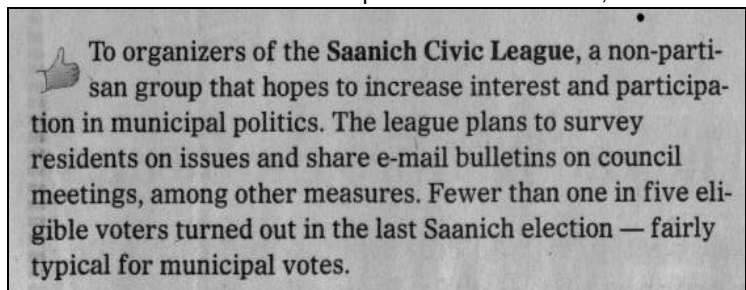 To organizers of the Saanich Civic League, a non-parti-
san group that hopes to increase interest and participa-
tion in municipal politics. The league plans to survey
residents on issues and share e-mail bulletins on council
meetings, among other measures. Fewer than one in five eli-
gible voters turned out in the last Saanich election — fairly
typical for municipal votes.